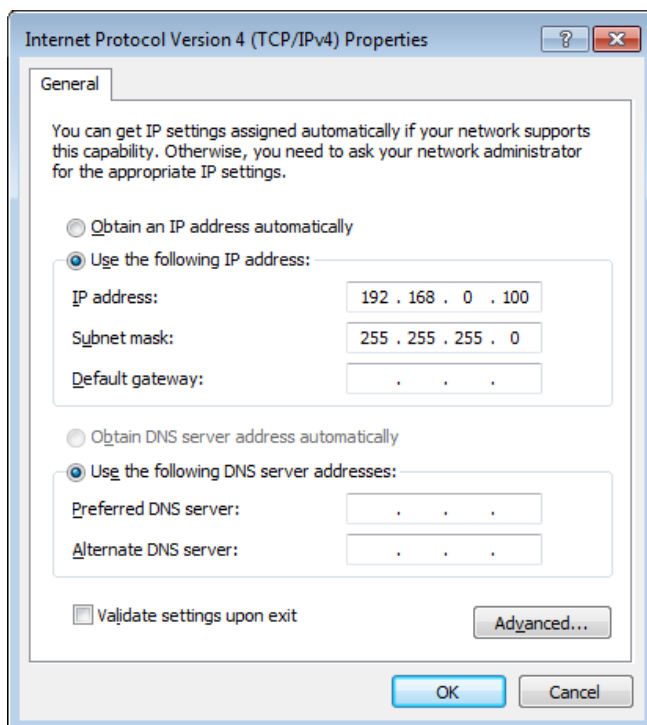 Internet Protocol Version 4 (TCP/IPv4) Properties
?
General
You can get IP settings assigned automatically if your network supports
this capability. Otherwise, you need to ask your network administrator
for the appropriate IP settings.
Obtain an IP address automatically
Use the following IP address:
IP address: 192 . 168 . 0 . 100
Subnet mask: 255 . 255 . 255 . 0
Default gateway: . . .
Obtain DNS server address automatically
Use the following DNS server addresses:
Preferred DNS server: . . .
Alternate DNS server: . . .
Validate settings upon exit
Advanced...
OK Cancel